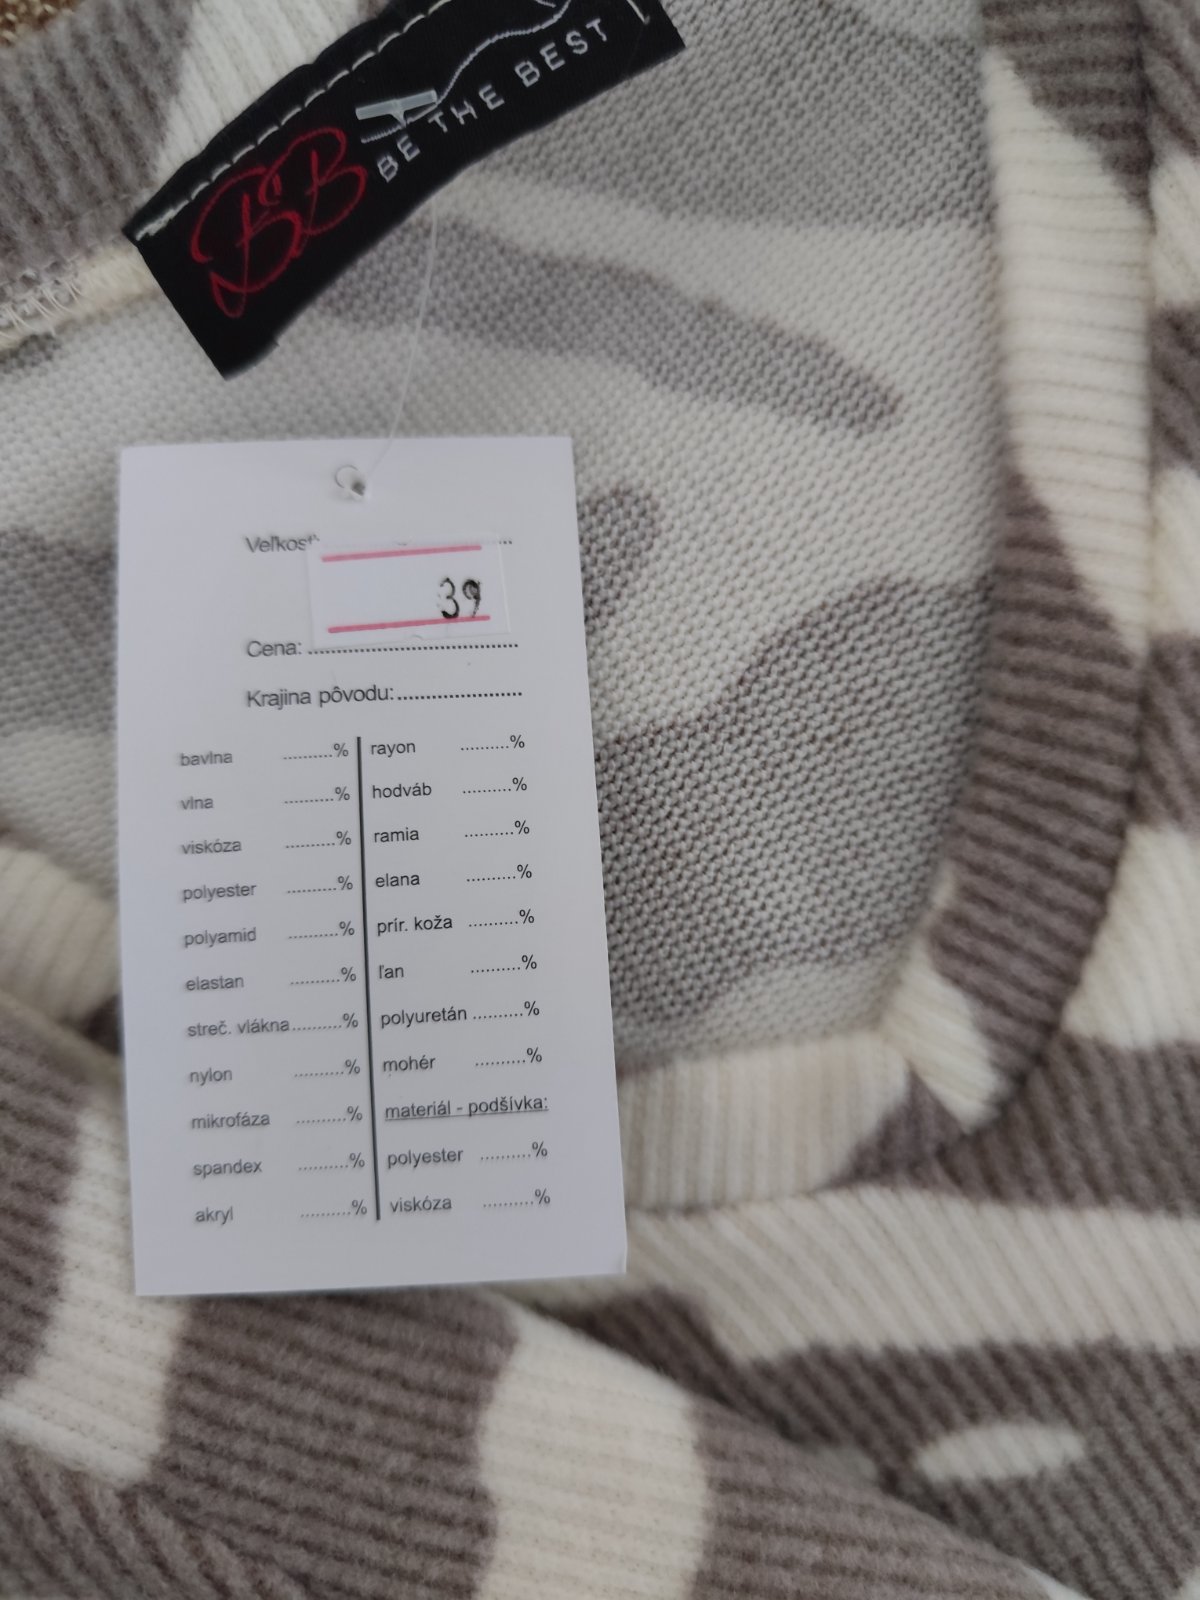 BB BE THE BEST
Veľkosť:
39
Cena: ..............................
Krajina pôvodu:......................
bavlna ..........% rayon ..........%
vlna ..........% hodváb ..........%
viskóza ..........% ramia ..........%
polyester ..........% elana ..........%
polyamid ..........% prír. koža ..........%
elastan ..........% ľan ..........%
streč. vlákna..........% polyuretán ..........%
nylon ..........% mohér ..........%
mikrofáza ..........% materiál - podšívka:
spandex ..........% polyester ..........%
akryl ..........% viskóza ..........%